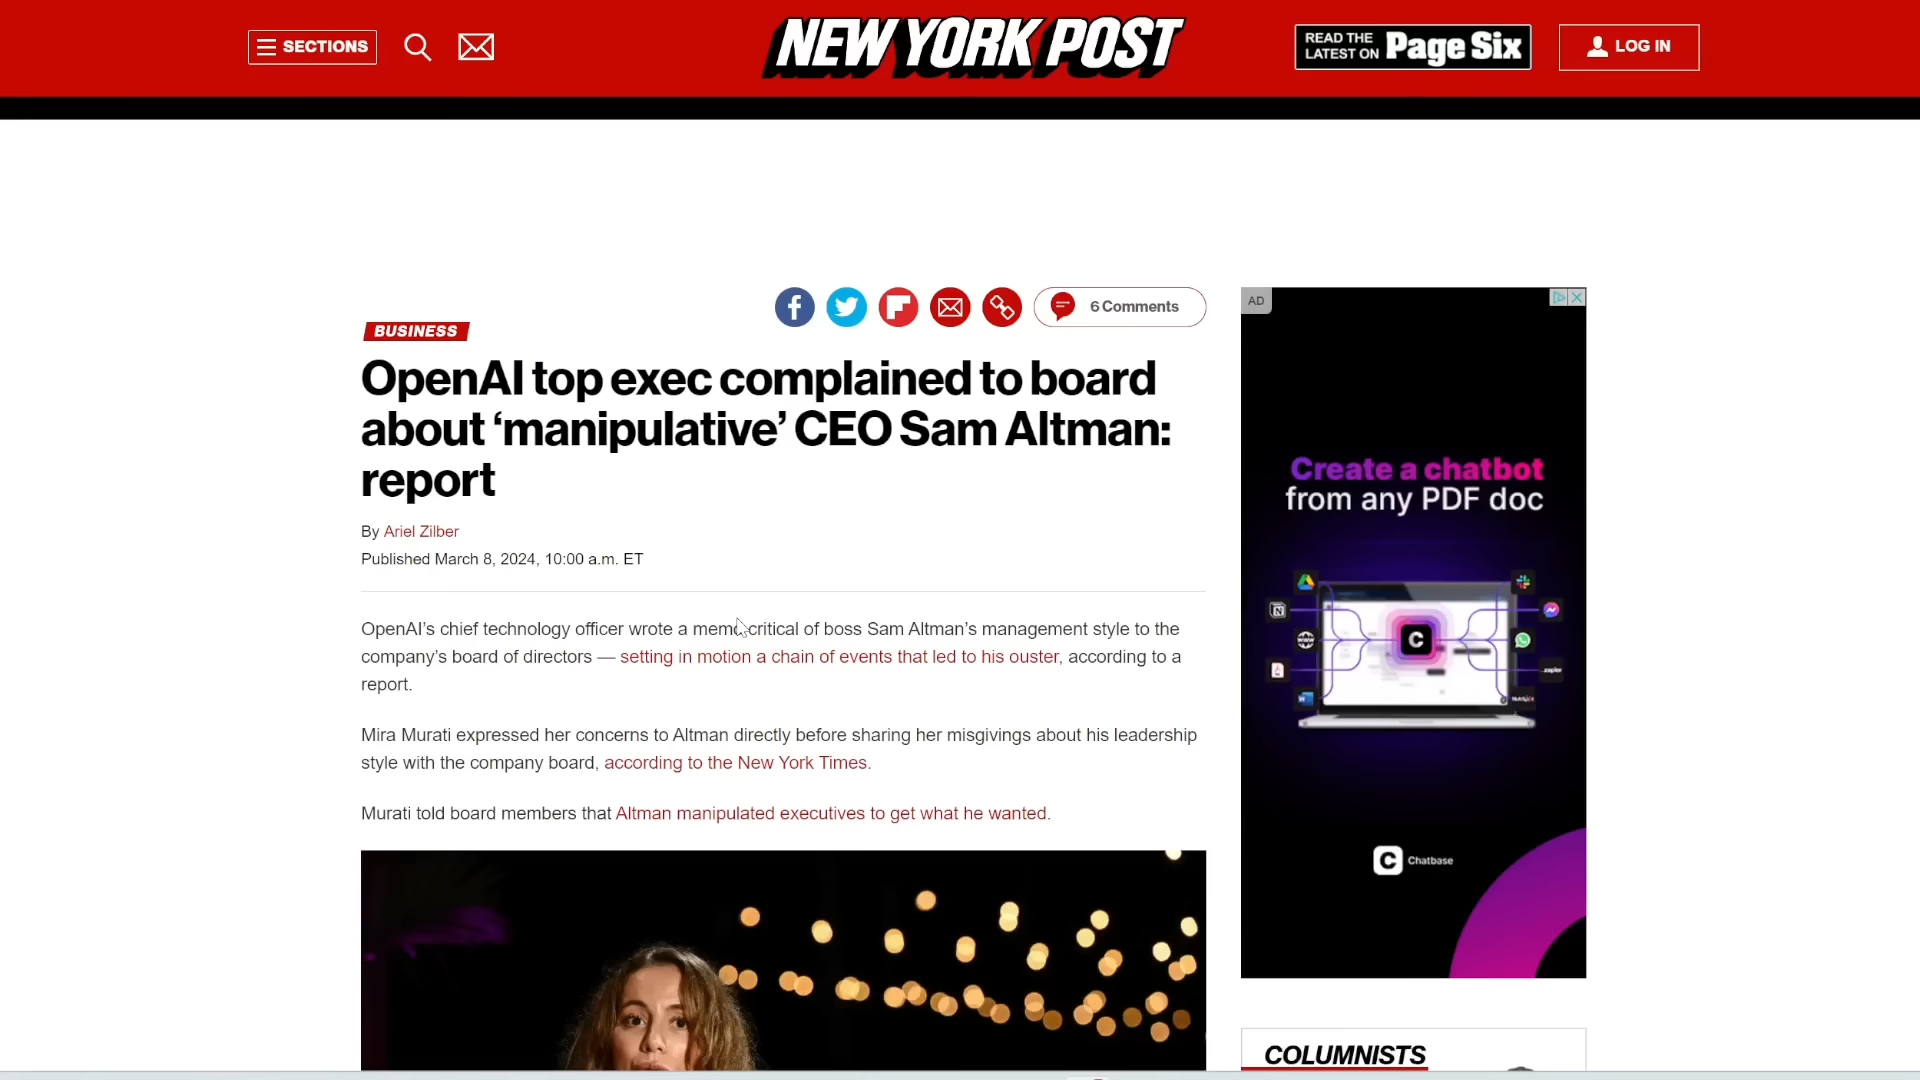 SECTIONS
NEW YORK POST
READ THE
LATEST ON
Page Six
LOG IN
6 Comments
BUSINESS
OpenAI top exec complained to board
about ‘manipulative’ CEO Sam Altman:
report
By Ariel Zilber
Published March 8, 2024, 10:00 a.m. ET
OpenAI’s chief technology officer wrote a memo critical of boss Sam Altman’s management style to the
company’s board of directors — setting in motion a chain of events that led to his ouster, according to a
report.
Mira Murati expressed her concerns to Altman directly before sharing her misgivings about his leadership
style with the company board, according to the New York Times.
Murati told board members that Altman manipulated executives to get what he wanted.
AD
Create a chatbot
from any PDF doc
WWW
C
zapier
HubSpot
C Chatbase
COLUMNISTS